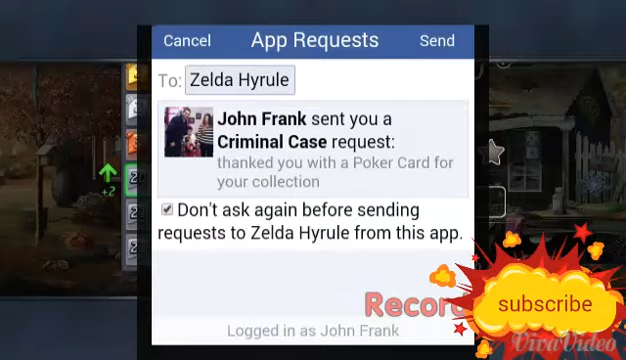 Cancel App Requests Send
To: Zelda Hyrule
John Frank sent you a
Criminal Case request:
thanked you with a Poker Card for
your collection
Don't ask again before sending
requests to Zelda Hyrule from this app.
+2
Record
subscribe
Logged in as John Frank
VivaVideo